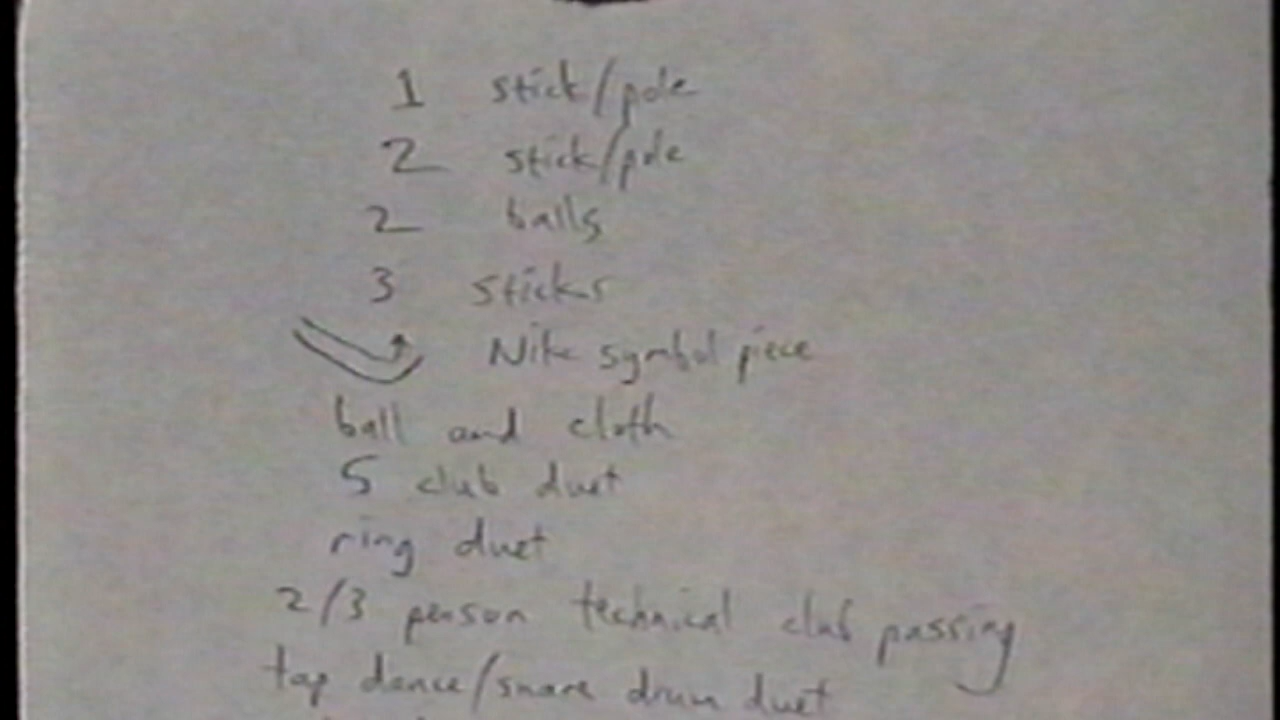 1 stick/pole
2 stick/pole
2 balls
3 sticks
Nike symbol piece
ball and cloth
5 club duet
ring duet
2/3 person technical club passing
tap dance/snare drum duet